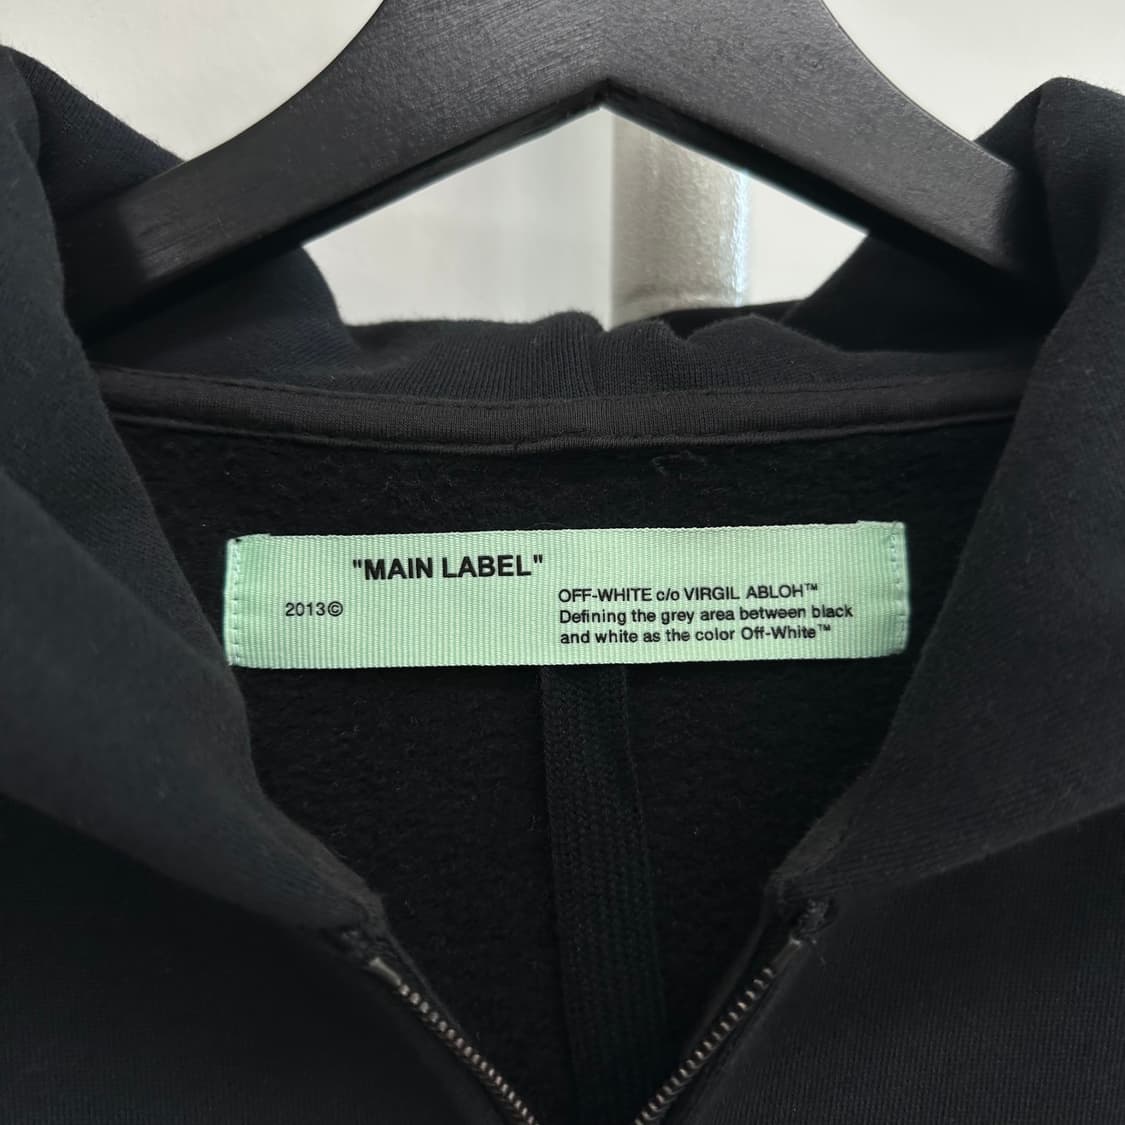 "MAIN LABEL"
2013©
OFF-WHITE c/o VIRGIL ABLOH™
Defining the grey area between black
and white as the color Off-White™